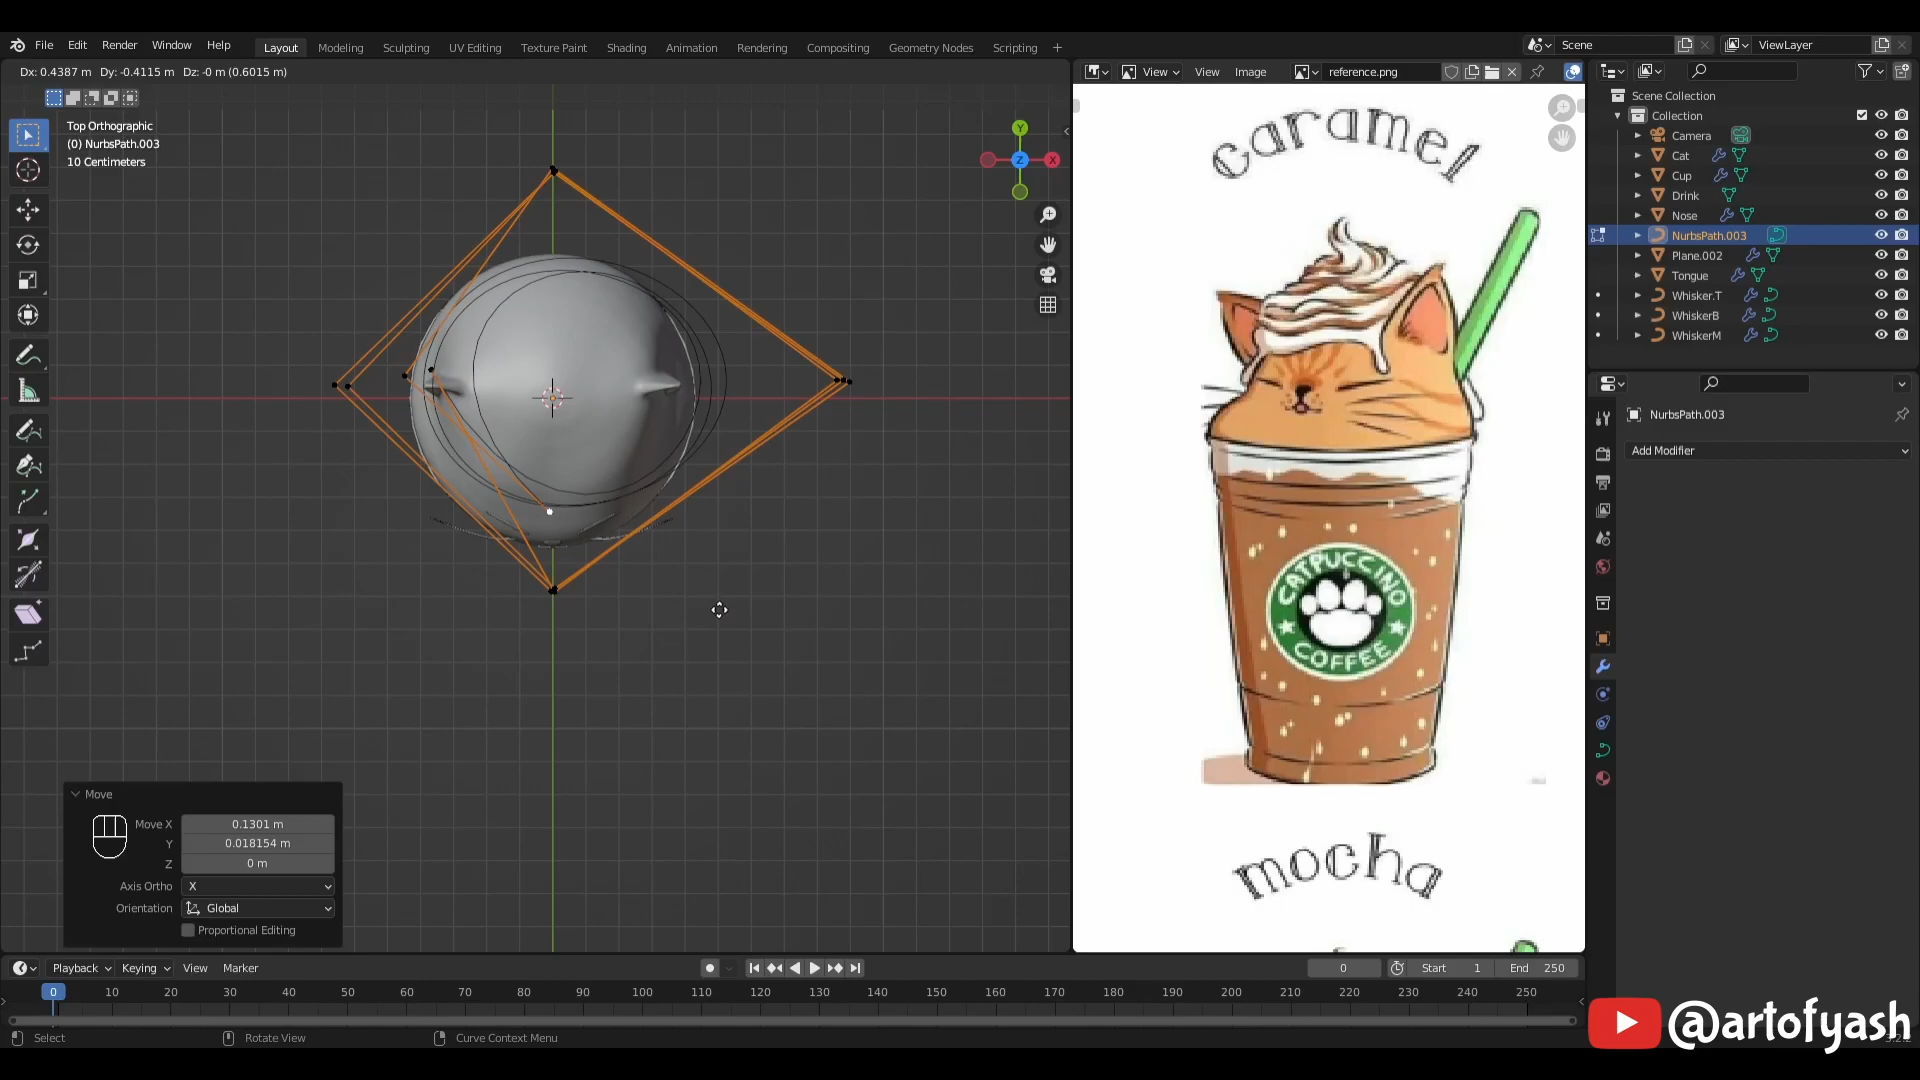 File Edit Render Window Help
Layout Modeling Sculpting UV Editing Texture Paint Shading Animation Rendering Compositing Geometry Nodes Scripting +
Scene
ViewLayer
Dx: 0.4387 m Dy: -0.4115 m Dz: -0 m (0.6015 m)
View View Image reference.png
Top Orthographic
(0) NurbsPath.003
10 Centimeters
Y
Z X
caramel
CATPUCCINO
COFFEE
mocha
Scene Collection
Collection
Camera
Cat
Cup
Drink
Nose
NurbsPath.003
Plane.002
Tongue
Whisker.T
WhiskerB
WhiskerM
NurbsPath.003
Add Modifier
Move
Move X 0.1301 m
Y 0.018154 m
Z 0 m
Axis Ortho X
Orientation Global
Proportional Editing
Playback Keying View Marker
0 Start 1 End 250
0 10 20 30 40 50 60 70 80 90 100 110 120 130 140 150 160 170 180 190 200 210 220 230 240 250
Select Rotate View Curve Context Menu
@artofyash